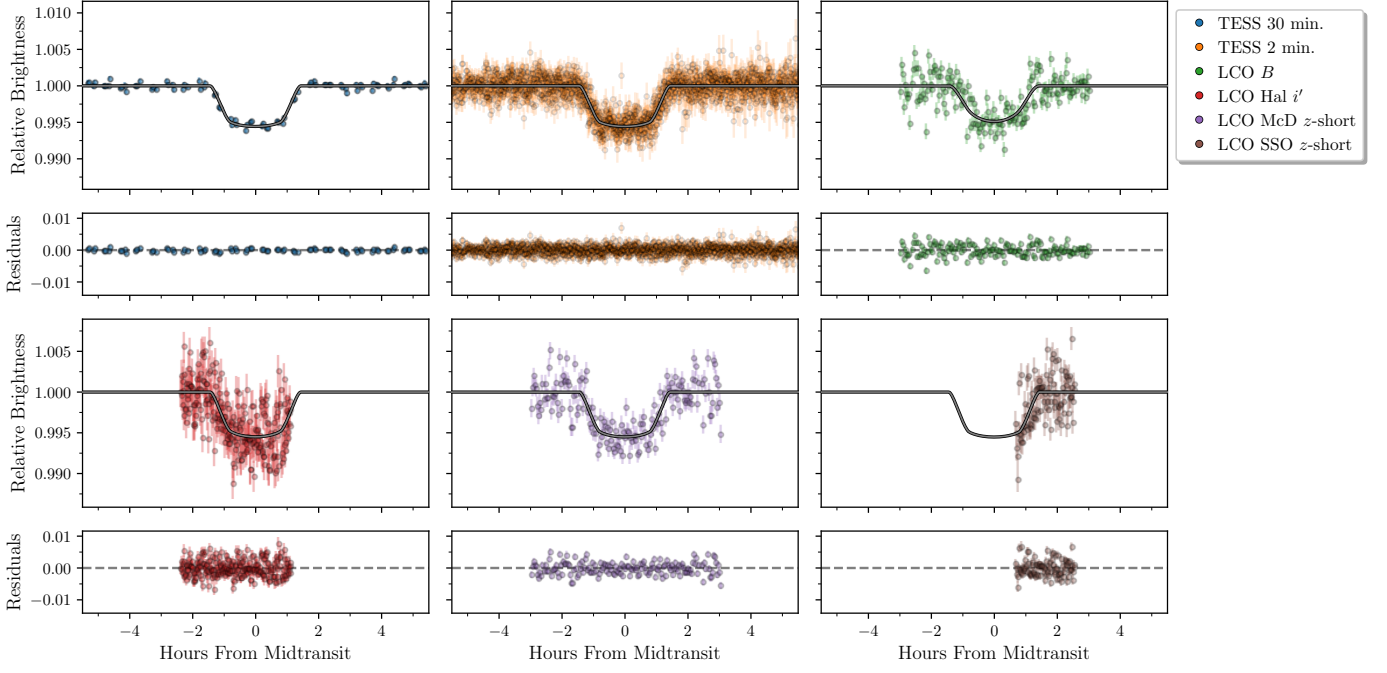 1.010
1.005
1.000
0.995
0.990
Relative Brightness
TESS 30 min.
TESS 2 min.
LCO B
LCO Hal i′
LCO McD z-short
LCO SSO z-short
0.01
0.00
−0.01
Residuals
1.005
1.000
0.995
0.990
Relative Brightness
0.01
0.00
−0.01
Residuals
−4 −2 0 2 4
−4 −2 0 2 4
−4 −2 0 2 4
Hours From Midtransit
Hours From Midtransit
Hours From Midtransit